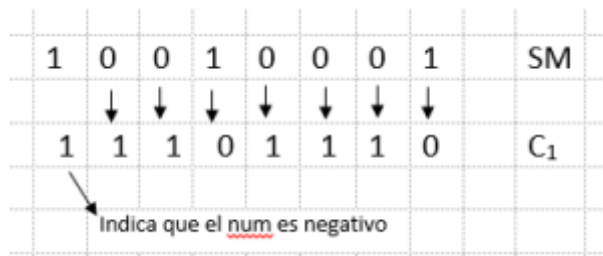 1 0 0 1 0 0 0 1 SM
1 1 1 0 1 1 1 0 C₁
Indica que el num es negativo